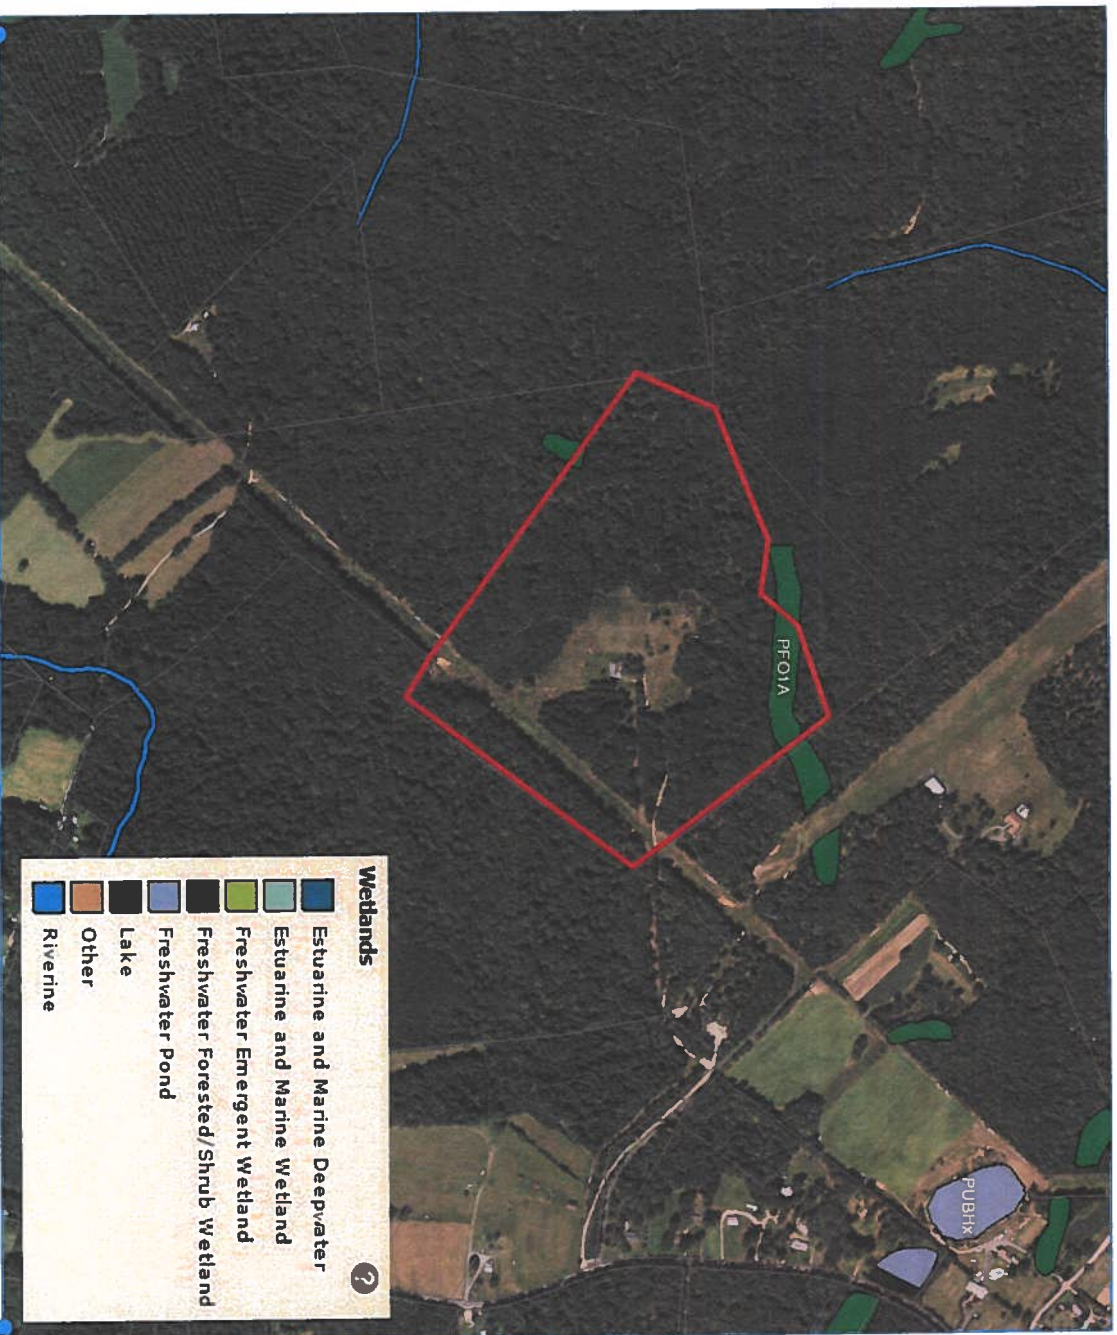 PFO1A
PUBHx
Wetlands
?
Estuarine and Marine Deepwater
Estuarine and Marine Wetland
Freshwater Emergent Wetland
Freshwater Forested/Shrub Wetland
Freshwater Pond
Lake
Other
Riverine